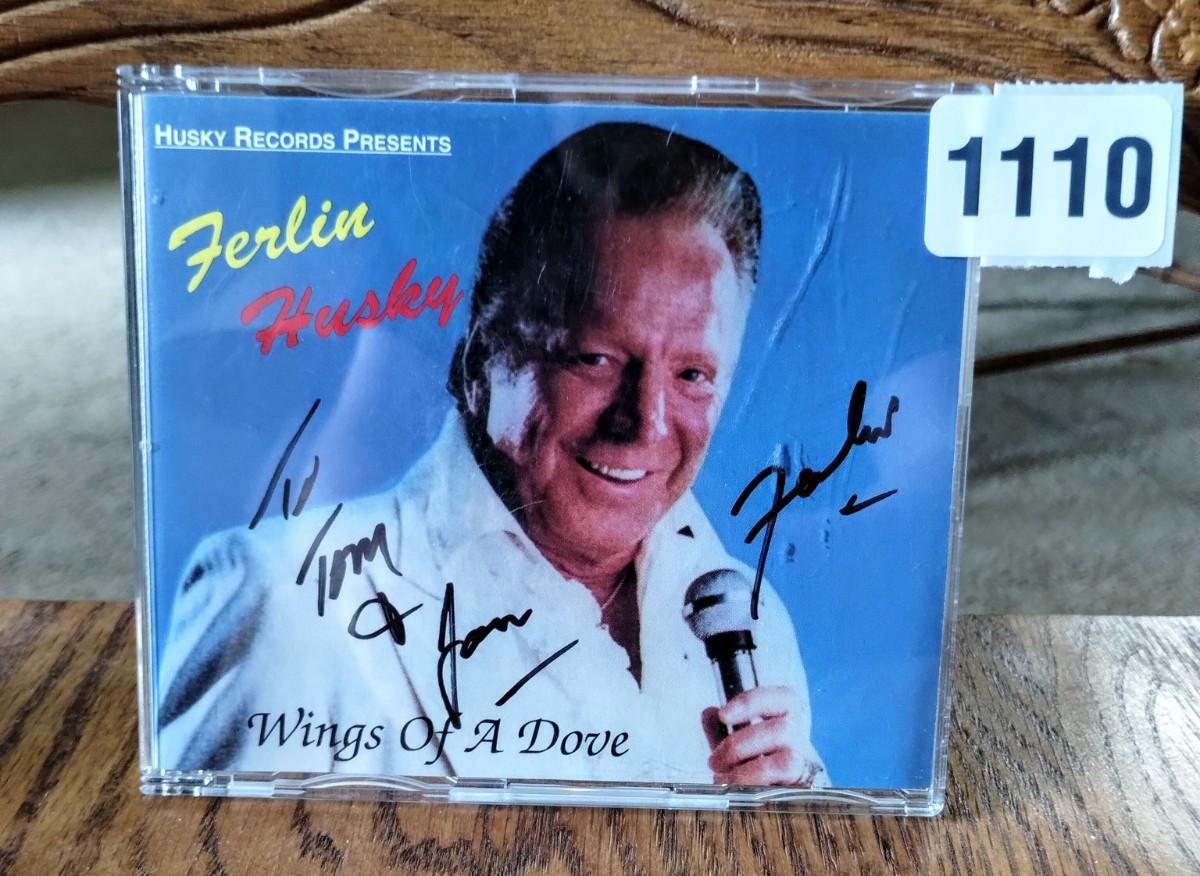 HUSKY RECORDS PRESENTS
1110
Ferlin
Husky
To
Tom
& Jan
Ferlin
Wings Of A Dove